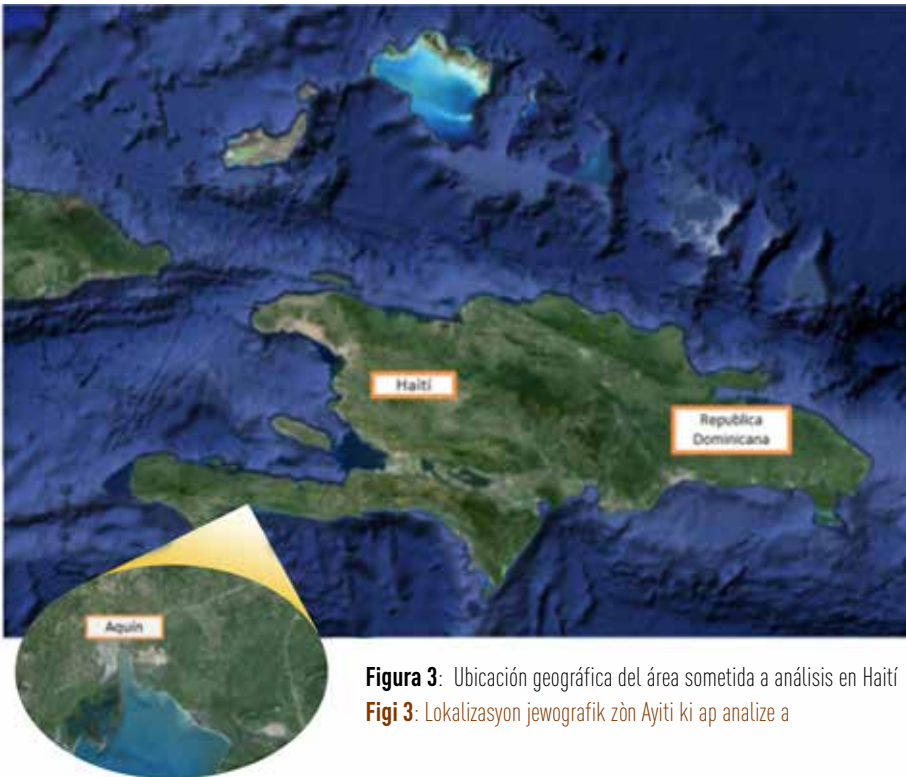 Haití
Republica
Dominicana
Aquin
Figura 3: Ubicación geográfica del área sometida a análisis en Haití
Figi 3: Lokalizasyon jewografik zòn Ayiti ki ap analize a